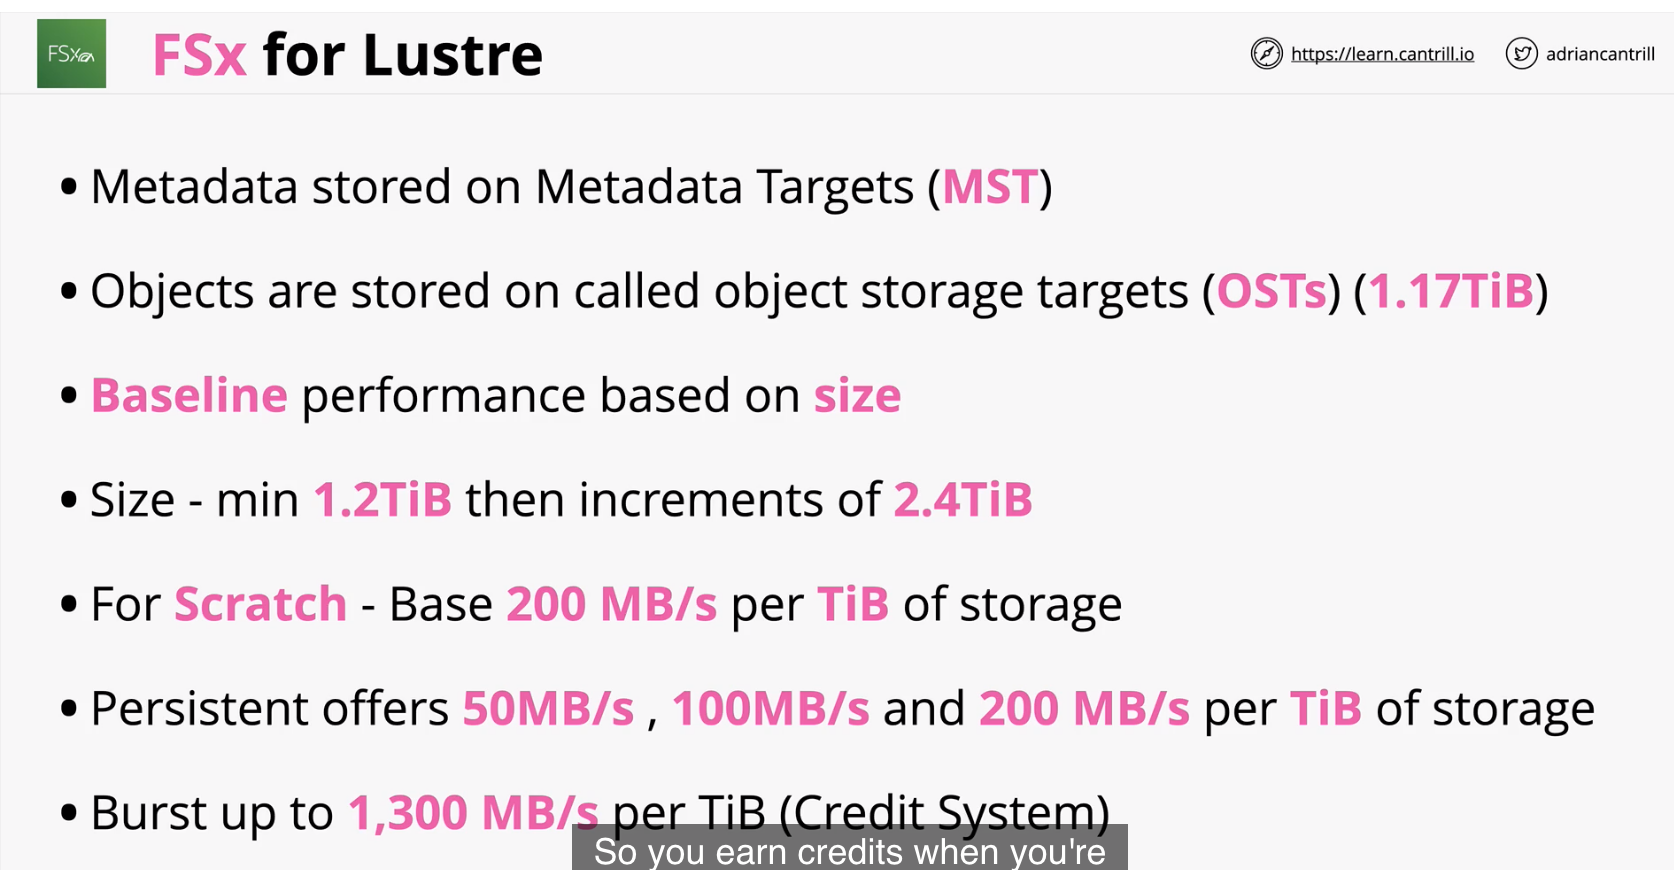 FSx
FSx for Lustre
https://learn.cantrill.io
adriancantrill
• Metadata stored on Metadata Targets (MST)
• Objects are stored on called object storage targets (OSTs) (1.17TiB)
• Baseline performance based on size
• Size - min 1.2TiB then increments of 2.4TiB
• For Scratch - Base 200 MB/s per TiB of storage
• Persistent offers 50MB/s , 100MB/s and 200 MB/s per TiB of storage
• Burst up to 1,300 MB/s per TiB (Credit System)
So you earn credits when you're